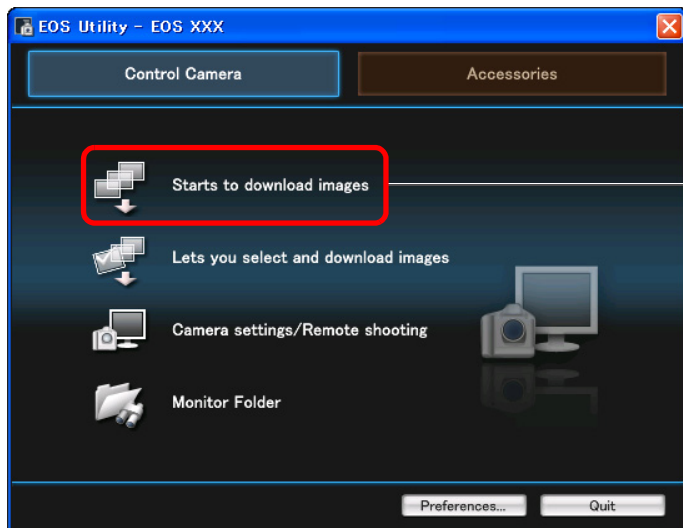 EOS Utility - EOS XXX
Control Camera
Accessories
Starts to download images
Lets you select and download images
Camera settings/Remote shooting
Monitor Folder
Preferences...
Quit